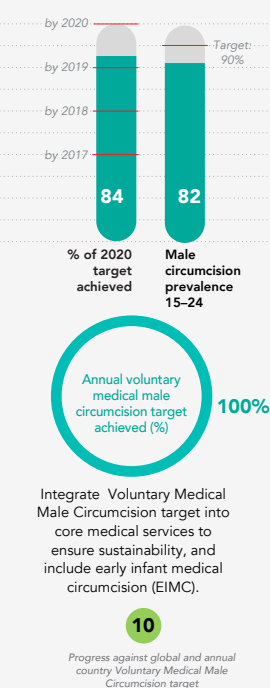 by 2020
Target:
90%
by 2019
by 2018
by 2017
84
82
% of 2020
target
achieved
Male
circumcision
prevalence
15–24
Annual voluntary
medical male
circumcision target
achieved (%)
100%
Integrate Voluntary Medical
Male Circumcision target into
core medical services to
ensure sustainability, and
include early infant medical
circumcision (EIMC).
10
Progress against global and annual
country Voluntary Medical Male
Circumcision target